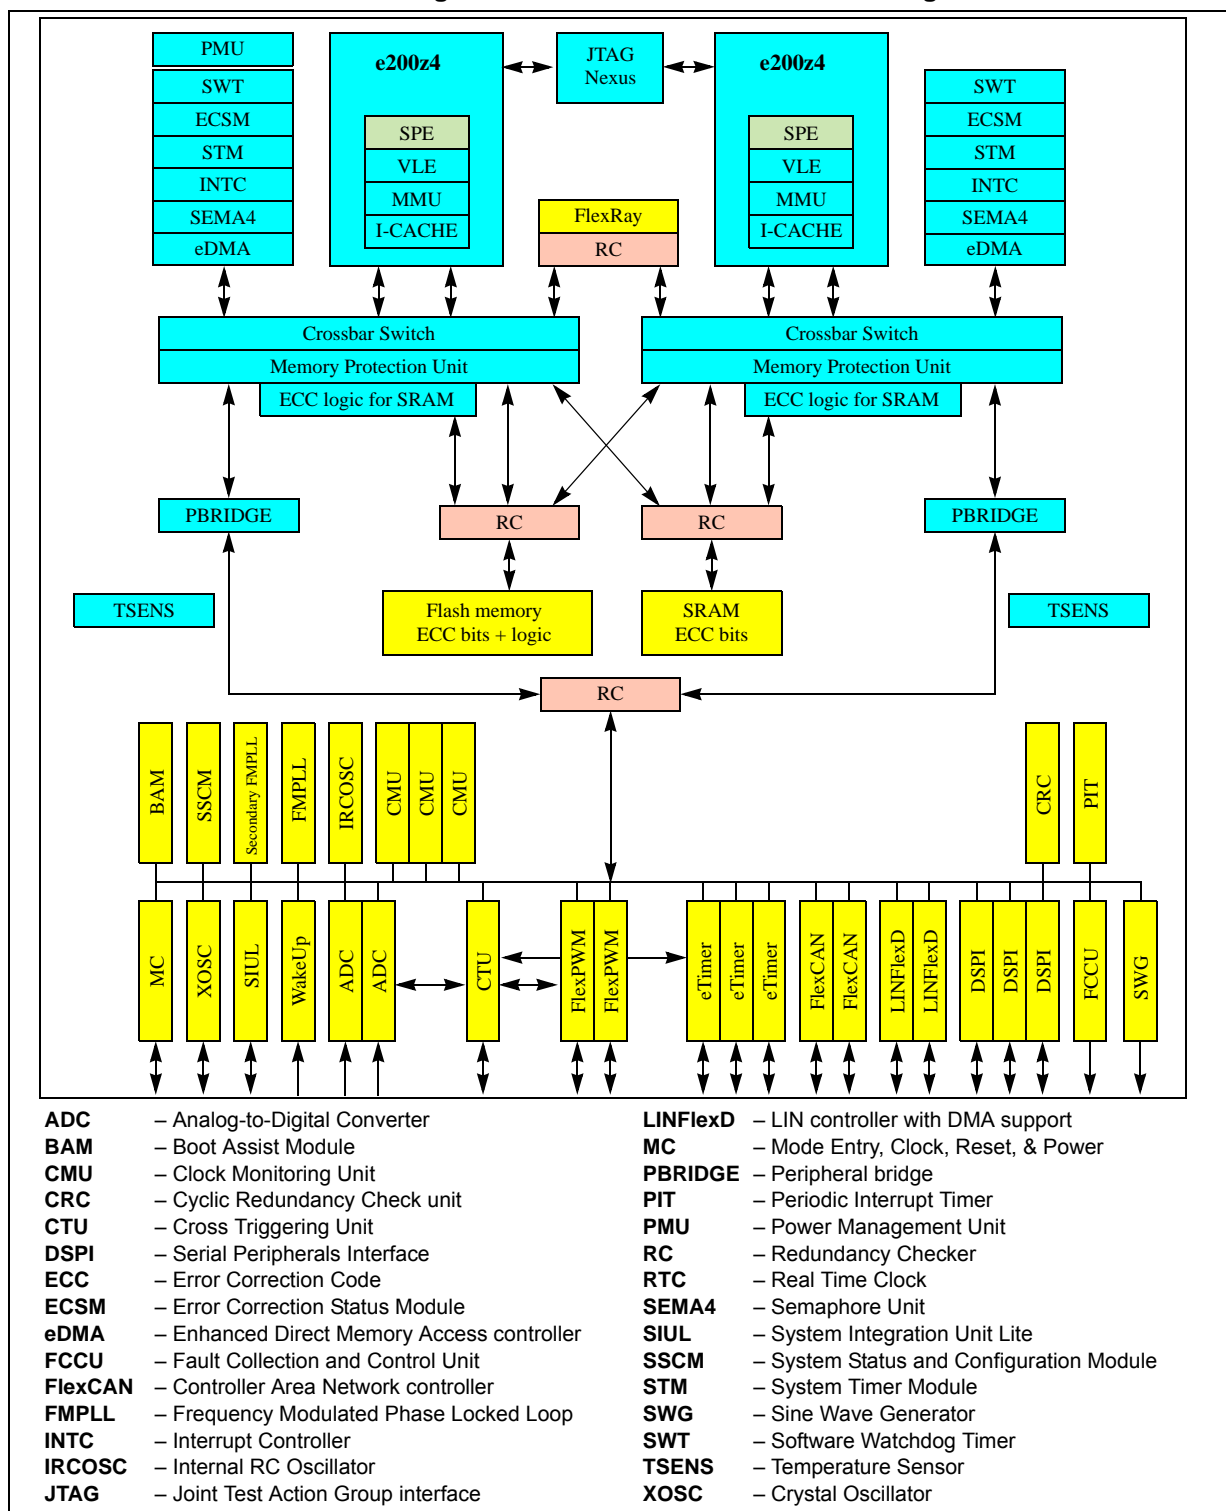 PMU
SWT
ECSM
STM
INTC
SEMA4
eDMA
e200z4
SPE
VLE
MMU
I-CACHE
JTAG
Nexus
FlexRay
RC
e200z4
SPE
VLE
MMU
I-CACHE
SWT
ECSM
STM
INTC
SEMA4
eDMA
Crossbar Switch
Memory Protection Unit
ECC logic for SRAM
Crossbar Switch
Memory Protection Unit
ECC logic for SRAM
PBRIDGE
RC
RC
PBRIDGE
TSENS
Flash memory
ECC bits + logic
SRAM
ECC bits
TSENS
RC
BAM
SSCM
Secondary FMPLL
FMPLL
IRCOSC
CMU
CMU
CMU
CRC
PIT
MC
XOSC
SIUL
WakeUp
ADC
ADC
CTU
FlexPWM
FlexPWM
eTimer
eTimer
eTimer
FlexCAN
FlexCAN
LINFlexD
LINFlexD
DSPI
DSPI
DSPI
FCCU
SWG
ADC – Analog-to-Digital Converter
BAM – Boot Assist Module
CMU – Clock Monitoring Unit
CRC – Cyclic Redundancy Check unit
CTU – Cross Triggering Unit
DSPI – Serial Peripherals Interface
ECC – Error Correction Code
ECSM – Error Correction Status Module
eDMA – Enhanced Direct Memory Access controller
FCCU – Fault Collection and Control Unit
FlexCAN – Controller Area Network controller
FMPLL – Frequency Modulated Phase Locked Loop
INTC – Interrupt Controller
IRCOSC – Internal RC Oscillator
JTAG – Joint Test Action Group interface
LINFlexD – LIN controller with DMA support
MC – Mode Entry, Clock, Reset, & Power
PBRIDGE – Peripheral bridge
PIT – Periodic Interrupt Timer
PMU – Power Management Unit
RC – Redundancy Checker
RTC – Real Time Clock
SEMA4 – Semaphore Unit
SIUL – System Integration Unit Lite
SSCM – System Status and Configuration Module
STM – System Timer Module
SWG – Sine Wave Generator
SWT – Software Watchdog Timer
TSENS – Temperature Sensor
XOSC – Crystal Oscillator